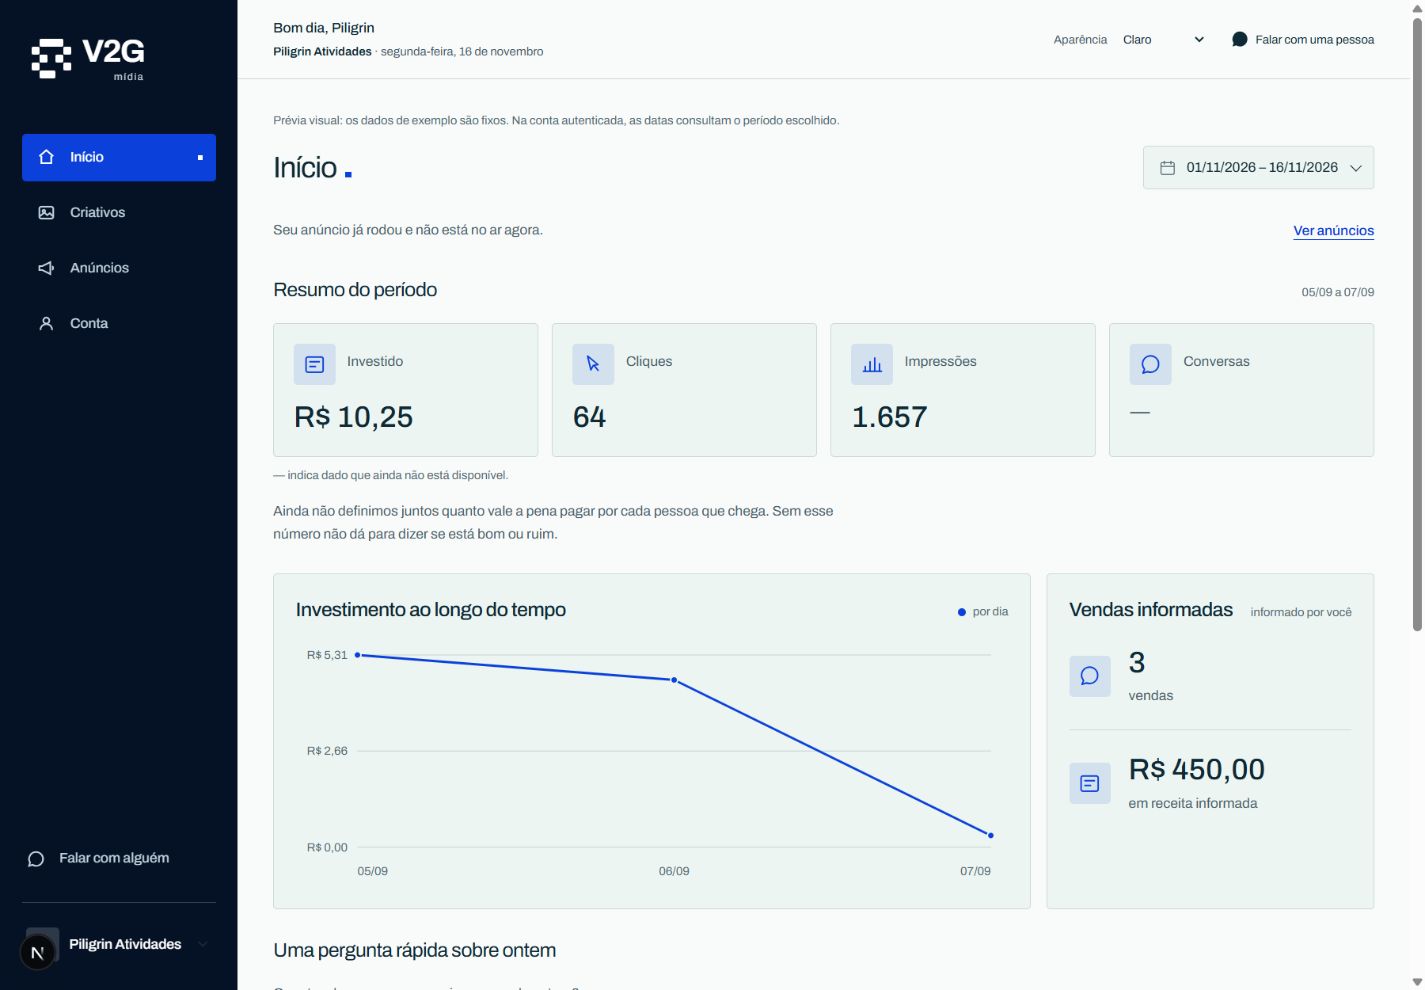 V2G
mídia
Início
Criativos
Anúncios
Conta
Falar com alguém
N
Piligrin Atividades
Bom dia, Piligrin
Piligrin Atividades · segunda-feira, 16 de novembro
Aparência Claro
Falar com uma pessoa
Prévia visual: os dados de exemplo são fixos. Na conta autenticada, as datas consultam o período escolhido.
Início
01/11/2026 – 16/11/2026
Seu anúncio já rodou e não está no ar agora.
Ver anúncios
Resumo do período
05/09 a 07/09
Investido
R$ 10,25
Cliques
64
Impressões
1.657
Conversas
—
— indica dado que ainda não está disponível.
Ainda não definimos juntos quanto vale a pena pagar por cada pessoa que chega. Sem esse
número não dá para dizer se está bom ou ruim.
Investimento ao longo do tempo
por dia
R$ 5,31
R$ 2,66
R$ 0,00
05/09
06/09
07/09
Vendas informadas
informado por você
3
vendas
R$ 450,00
em receita informada
Uma pergunta rápida sobre ontem